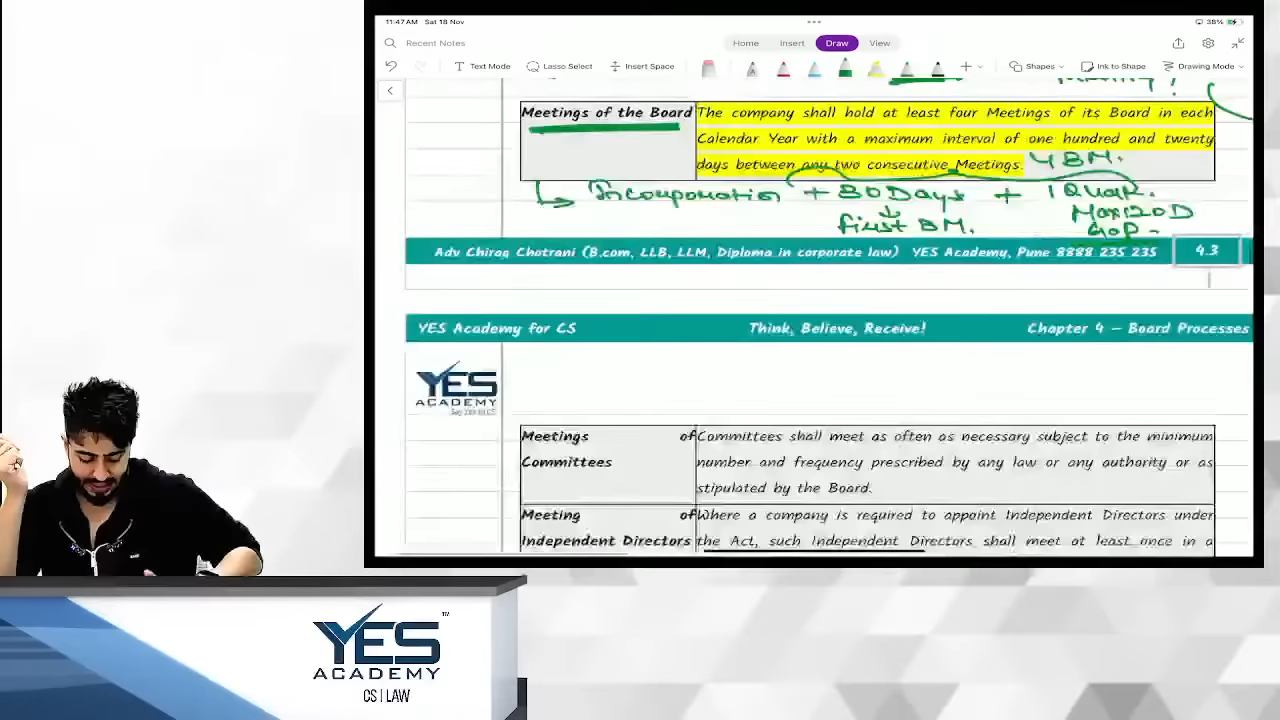 11:47 AM Sat 18 Nov
38%
Recent Notes
Home Insert Draw View
Text Mode Lasso Select Insert Space Shapes Ink to Shape Drawing Mode
Meetings of the Board
The company shall hold at least four Meetings of its Board in each
Calendar Year with a maximum interval of one hundred and twenty
days between any two consecutive Meetings.
4 BM.
Incorporation + 30 Days + 1 Quar.
first BM.
Max 120 D
GAP -
Adv Chirag Chotrani (B.com, LLB, LLM, Diploma in corporate law) YES Academy, Pune 8888 235 235
4.3
YES Academy for CS Think, Believe, Receive! Chapter 4 – Board Processes
YES
ACADEMY
Meetings of
Committees
Committees shall meet as often as necessary subject to the minimum
number and frequency prescribed by any law or any authority or as
stipulated by the Board.
Meeting of
Independent Directors
Where a company is required to appoint Independent Directors under
the Act, such Independent Directors shall meet at least once in a
YES
TM
ACADEMY
CS | LAW